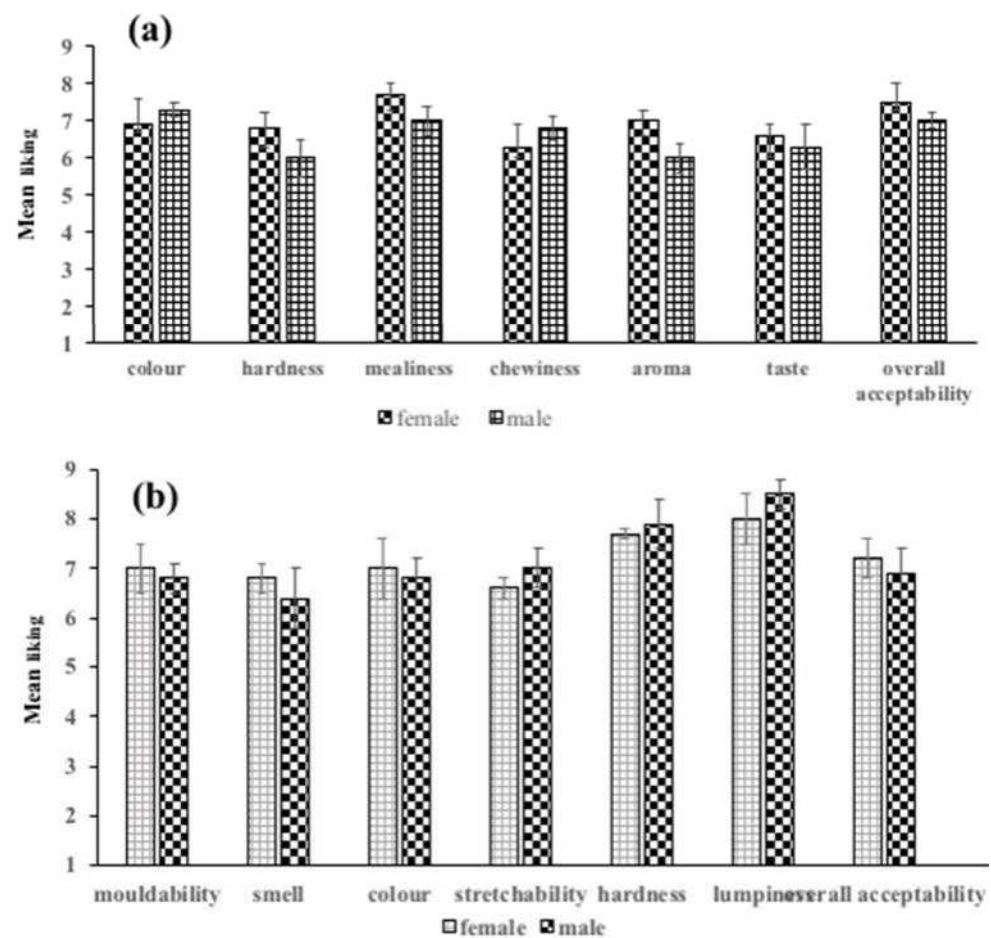 (a)
9
8
7
6
5
4
3
2
1
Mean liking
colour hardness mealiness chewiness aroma taste overall acceptability
female male
(b)
9
8
7
6
5
4
3
2
1
Mean liking
mouldability smell colour stretchability hardness lumpiness overall acceptability
female male